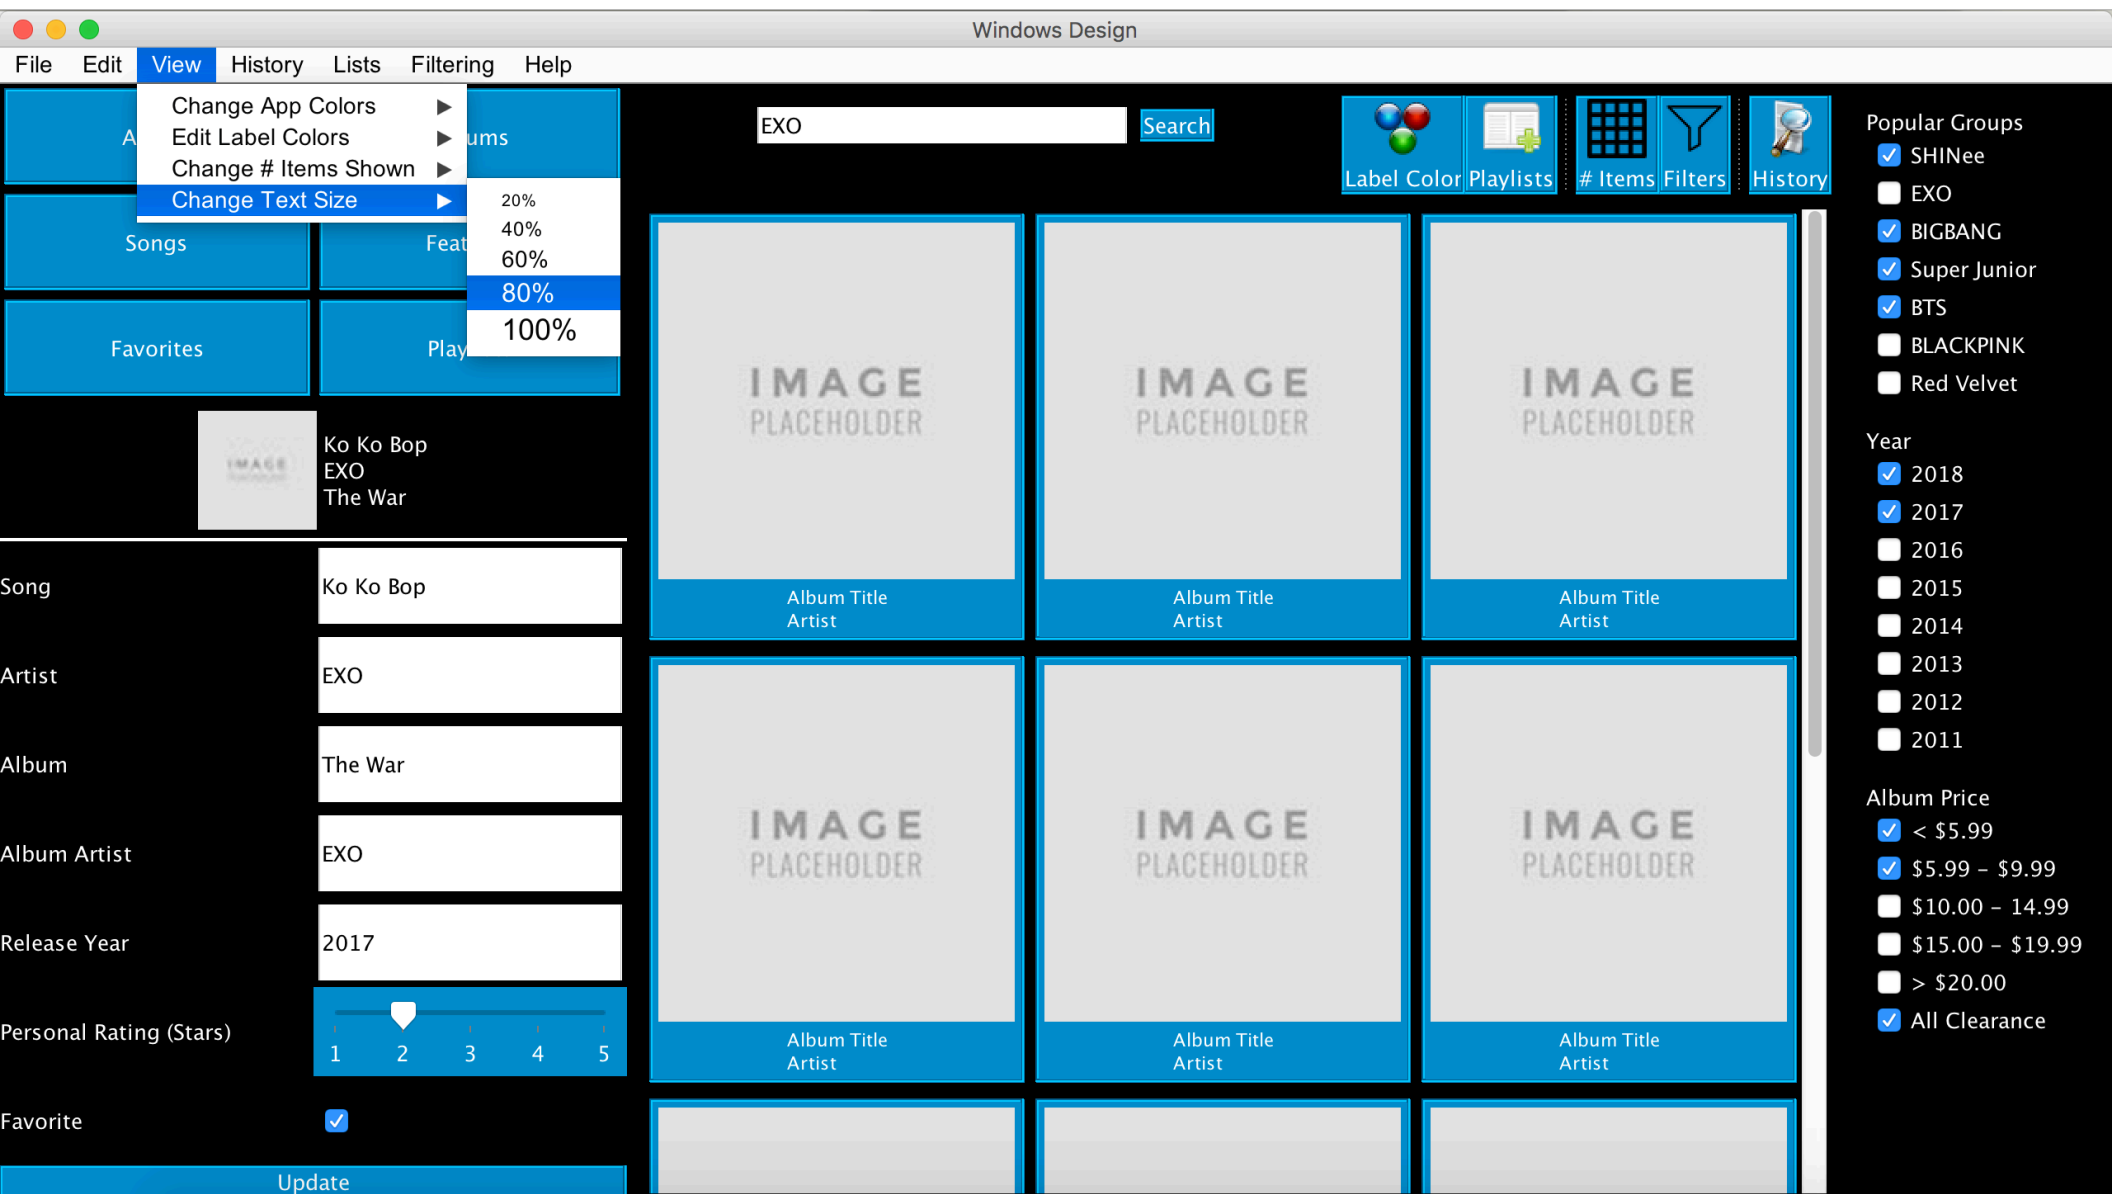 Windows Design
File Edit View History Lists Filtering Help
Change App Colors
Edit Label Colors
Change # Items Shown
Change Text Size
20%
40%
60%
80%
100%
A
ums
Songs
Feat
Favorites
Play
EXO
Search
Label Color
Playlists
# Items
Filters
History
Ko Ko Bop
EXO
The War
Song
Ko Ko Bop
Artist
EXO
Album
The War
Album Artist
EXO
Release Year
2017
Personal Rating (Stars)
1 2 3 4 5
Favorite
Update
IMAGE
PLACEHOLDER
IMAGE
PLACEHOLDER
IMAGE
PLACEHOLDER
IMAGE
PLACEHOLDER
Album Title
Artist
Album Title
Artist
Album Title
Artist
IMAGE
PLACEHOLDER
IMAGE
PLACEHOLDER
IMAGE
PLACEHOLDER
Album Title
Artist
Album Title
Artist
Album Title
Artist
Popular Groups
SHINee
EXO
BIGBANG
Super Junior
BTS
BLACKPINK
Red Velvet
Year
2018
2017
2016
2015
2014
2013
2012
2011
Album Price
< $5.99
$5.99 – $9.99
$10.00 – 14.99
$15.00 – $19.99
> $20.00
All Clearance